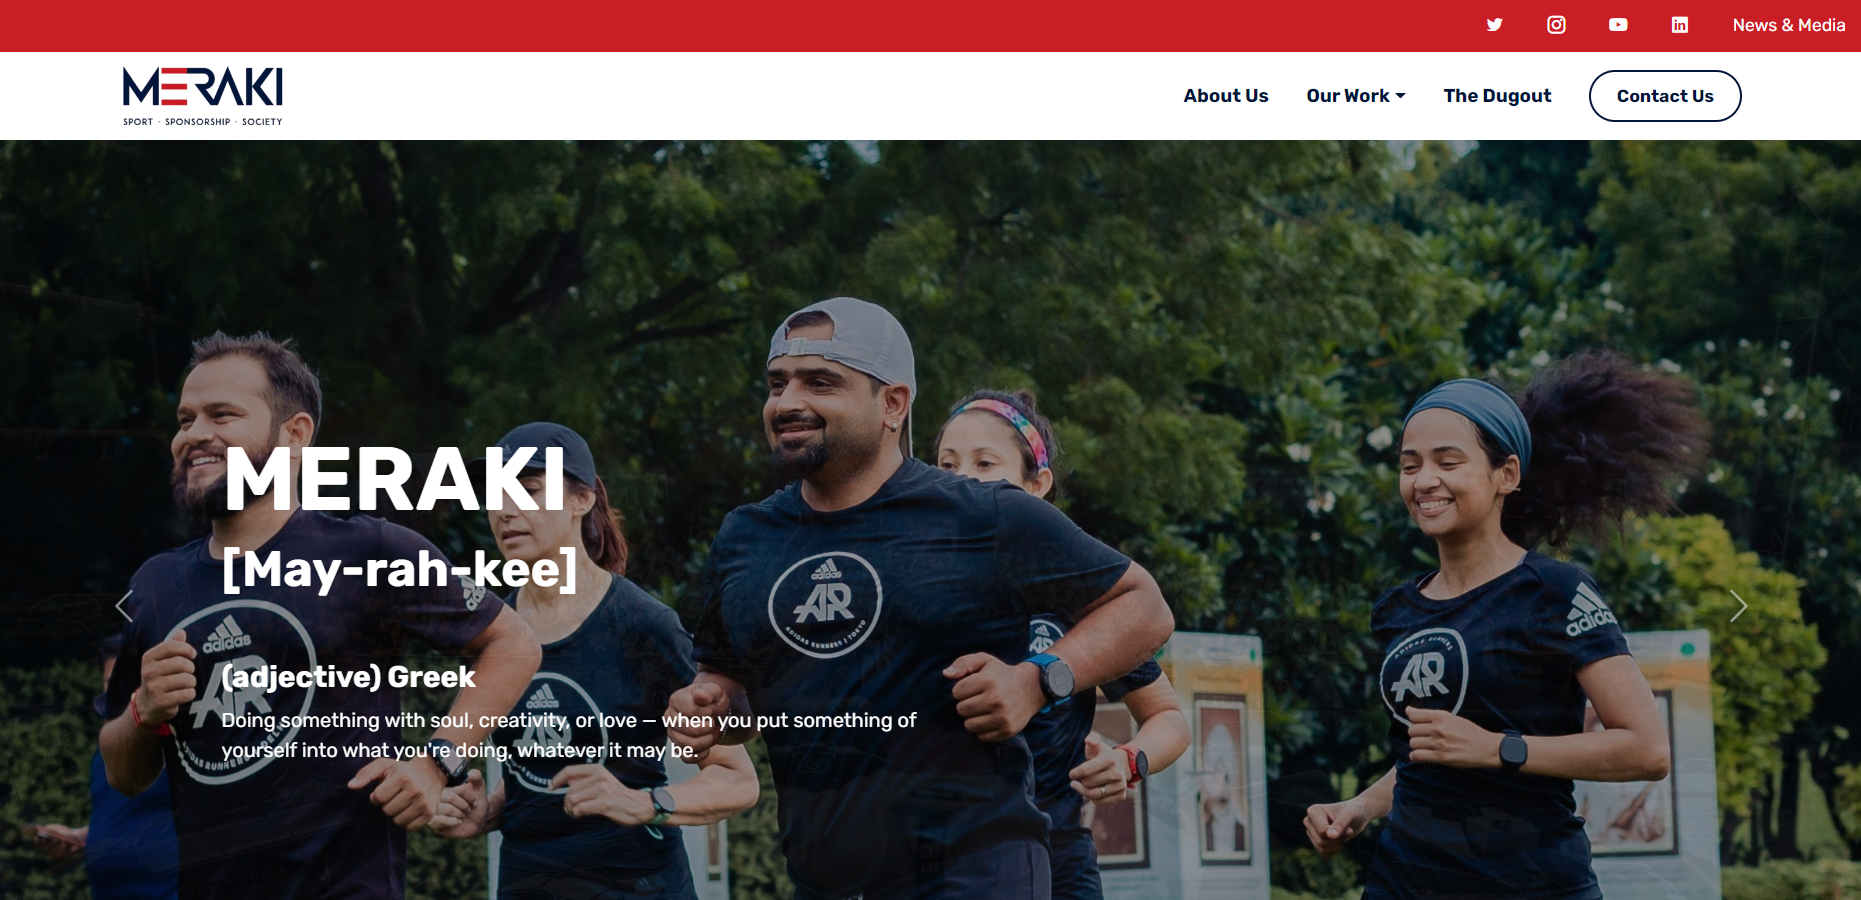 News & Media
MERAKI
SPORT · SPONSORSHIP · SOCIETY
About Us
Our Work
The Dugout
Contact Us
MERAKI
[May-rah-kee]
(adjective) Greek
Doing something with soul, creativity, or love — when you put something of
yourself into what you're doing, whatever it may be.
adidas
AR
ADIDAS RUNNERS | TOKYO
adidas
AR
adidas
AR
adidas
AR
ADIDAS RUNNERS